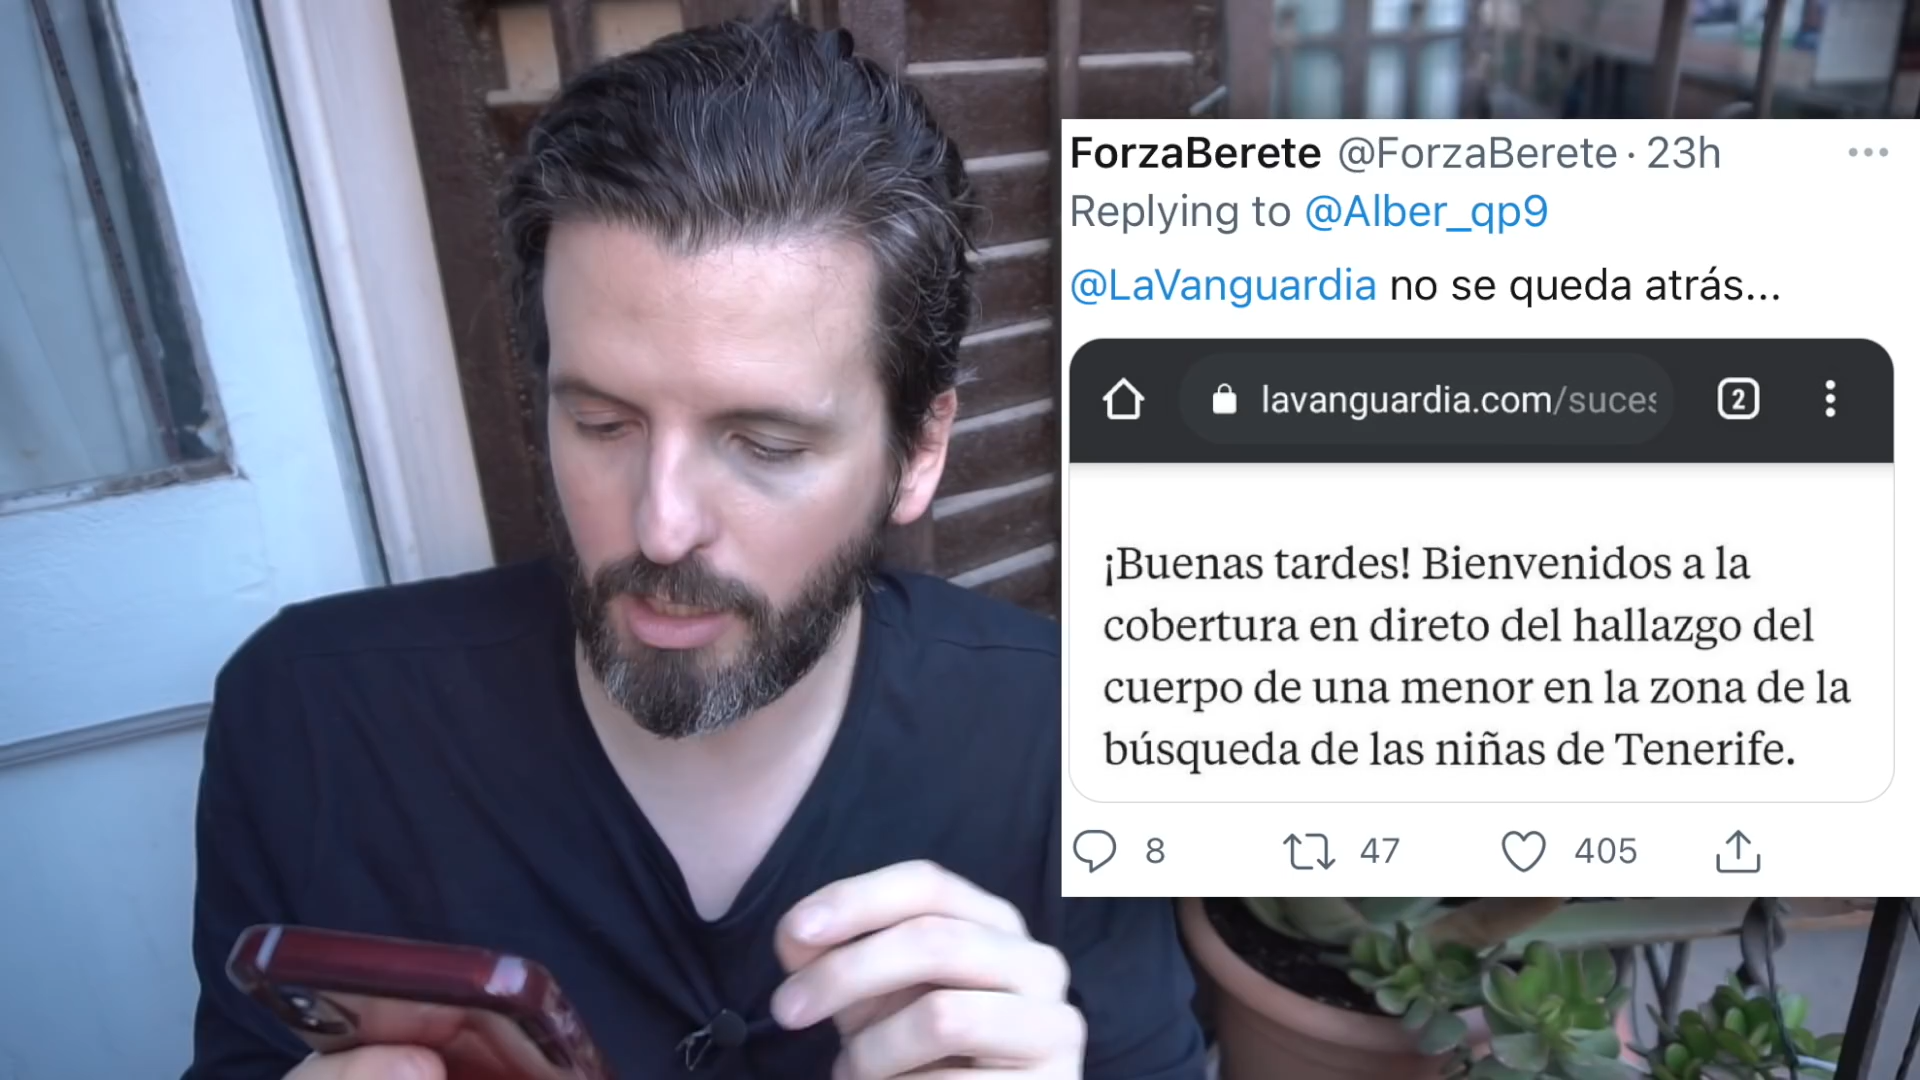 ForzaBerete @ForzaBerete · 23h
Replying to @Alber_qp9
@LaVanguardia no se queda atrás...
lavanguardia.com/suces
2
¡Buenas tardes! Bienvenidos a la
cobertura en direto del hallazgo del
cuerpo de una menor en la zona de la
búsqueda de las niñas de Tenerife.
8 47 405